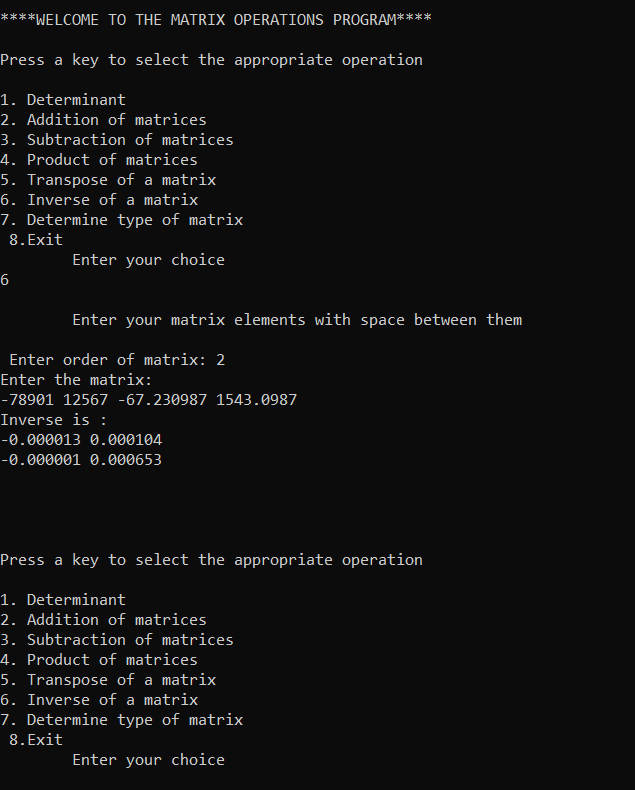 ****WELCOME TO THE MATRIX OPERATIONS PROGRAM****
Press a key to select the appropriate operation
1. Determinant
2. Addition of matrices
3. Subtraction of matrices
4. Product of matrices
5. Transpose of a matrix
6. Inverse of a matrix
7. Determine type of matrix
8.Exit
Enter your choice
6
Enter your matrix elements with space between them
Enter order of matrix: 2
Enter the matrix:
-78901 12567 -67.230987 1543.0987
Inverse is :
-0.000013 0.000104
-0.000001 0.000653
Press a key to select the appropriate operation
1. Determinant
2. Addition of matrices
3. Subtraction of matrices
4. Product of matrices
5. Transpose of a matrix
6. Inverse of a matrix
7. Determine type of matrix
8.Exit
Enter your choice